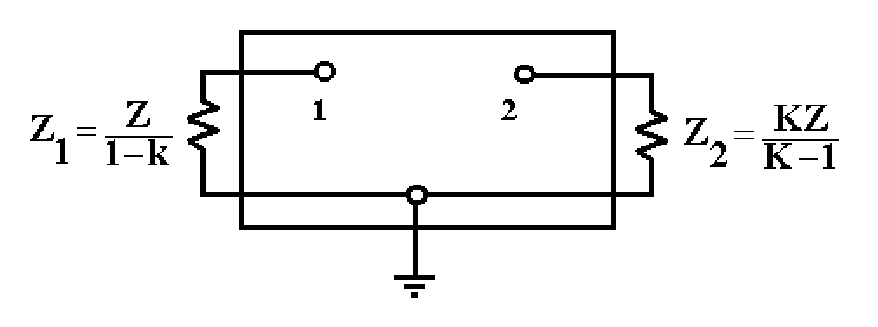 Z1 = Z/1-k
1
2
Z2 = KZ/K-1